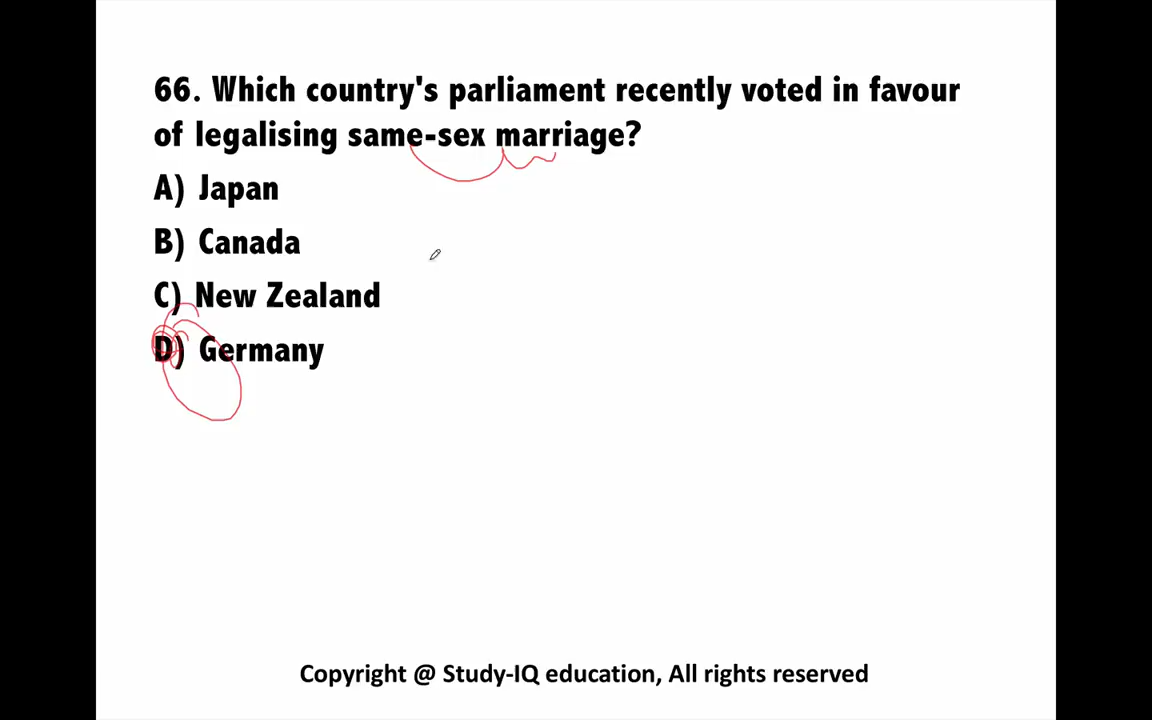 66. Which country's parliament recently voted in favour
of legalising same-sex marriage?
A) Japan
B) Canada
C) New Zealand
D) Germany
Copyright @ Study-IQ education, All rights reserved